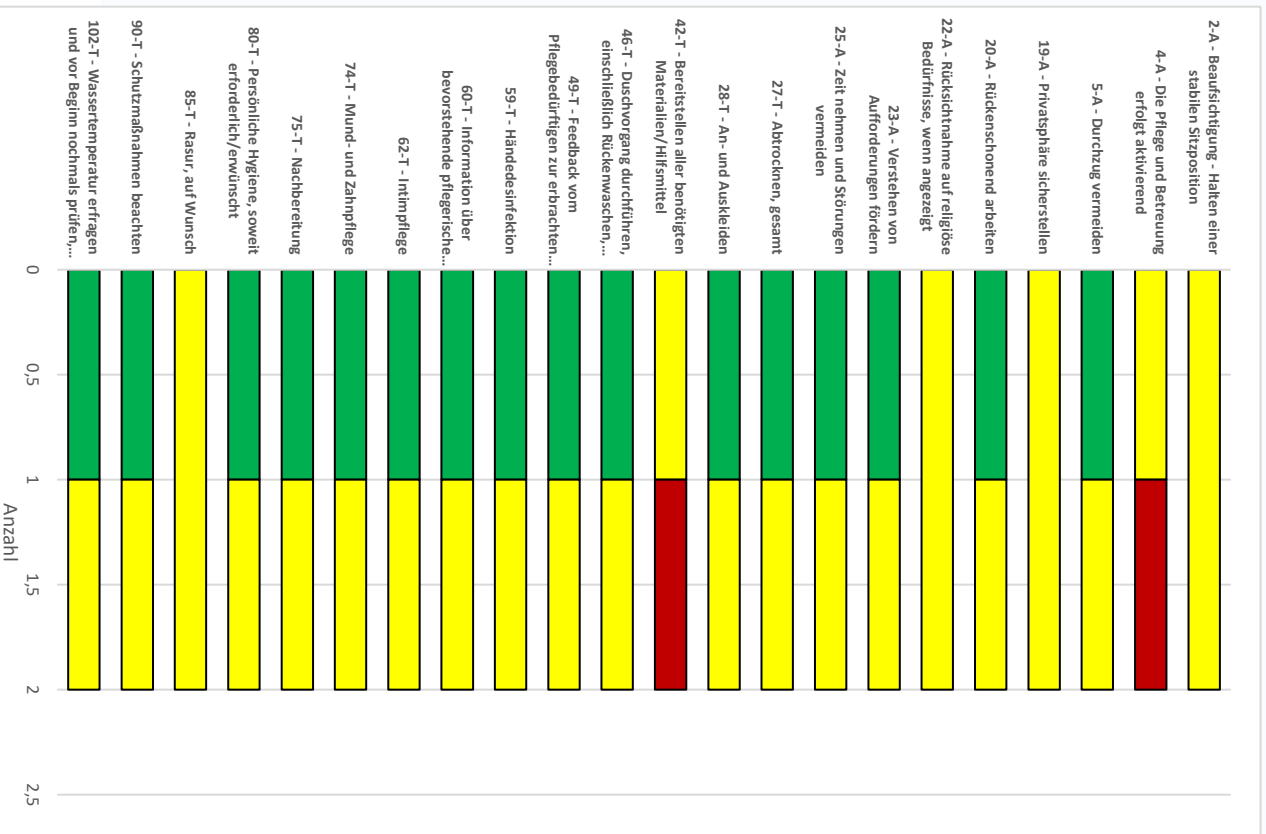 2-A - Beaufsichtigung - Halten einer
stabilen Sitzposition
4-A - Die Pflege und Betreuung
erfolgt aktivierend
5-A - Durchzug vermeiden
19-A - Privatsphäre sicherstellen
20-A - Rückenschonend arbeiten
22-A - Rücksichtnahme auf religiöse
Bedürfnisse, wenn angezeigt
23-A - Verstehen von
Aufforderungen fördern
25-A - Zeit nehmen und Störungen
vermeiden
27-T - Abtrocknen, gesamt
28-T - An- und Auskleiden
42-T - Bereitstellen aller benötigten
Materialien/Hilfsmittel
46-T - Duschvorgang durchführen,
einschließlich Rückenwaschen,...
49-T - Feedback vom
Pflegebedürftigen zur erbrachten...
59-T - Händedesinfektion
60-T - Information über
bevorstehende pflegerische...
62-T - Intimpflege
74-T - Mund- und Zahnpflege
75-T - Nachbereitung
80-T - Persönliche Hygiene, soweit
erforderlich/erwünscht
85-T - Rasur, auf Wunsch
90-T - Schutzmaßnahmen beachten
102-T - Wassertemperatur erfragen
und vor Beginn nochmals prüfen,...
0
0,5
1
1,5
2
2,5
Anzahl